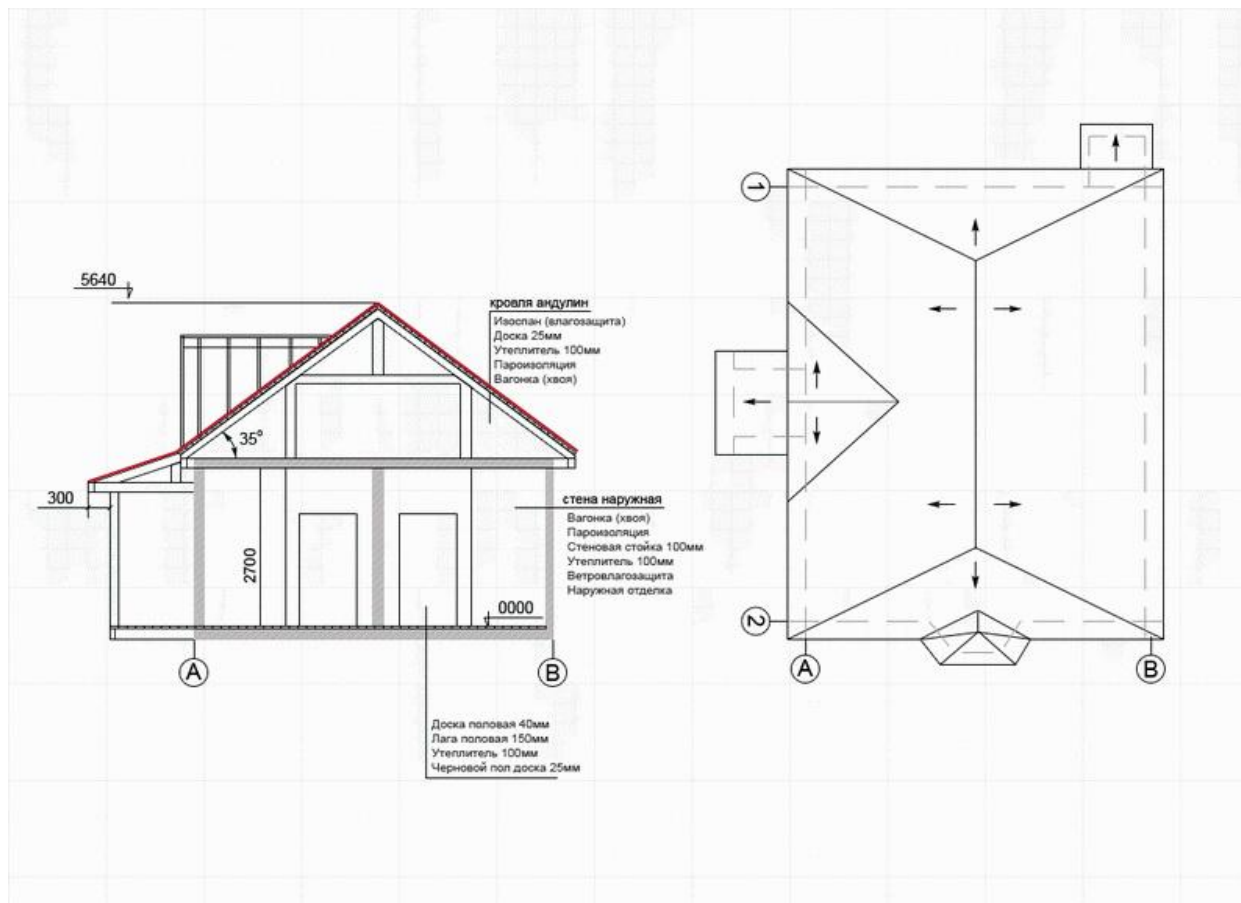 5640
кровля андулин
Изоспан (влагозащита)
Доска 25мм
Утеплитель 100мм
Пароизоляция
Вагонка (хвоя)
35°
300
2700
стена наружная
Вагонка (хвоя)
Пароизоляция
Стеновая стойка 100мм
Утеплитель 100мм
Ветровлагозащита
Наружная отделка
0000
А
В
Доска половая 40мм
Лага половая 150мм
Утеплитель 100мм
Черновой пол доска 25мм
1
2
А
В